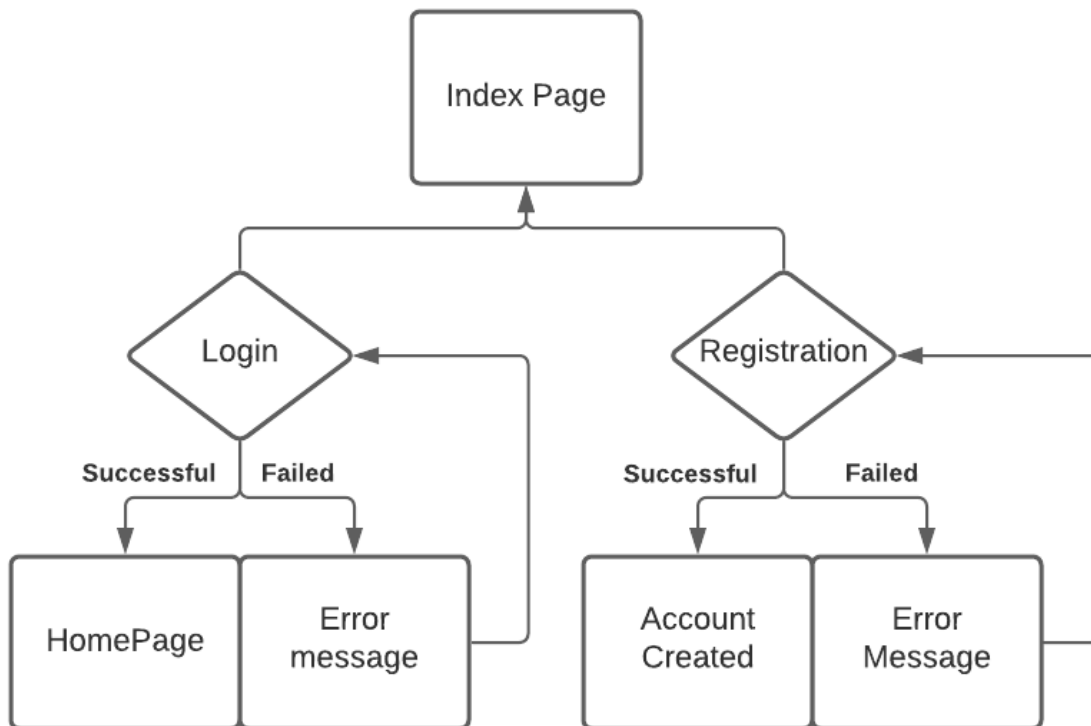 Index Page
Login
Registration
Successful
Failed
Successful
Failed
HomePage
Error
message
Account
Created
Error
Message